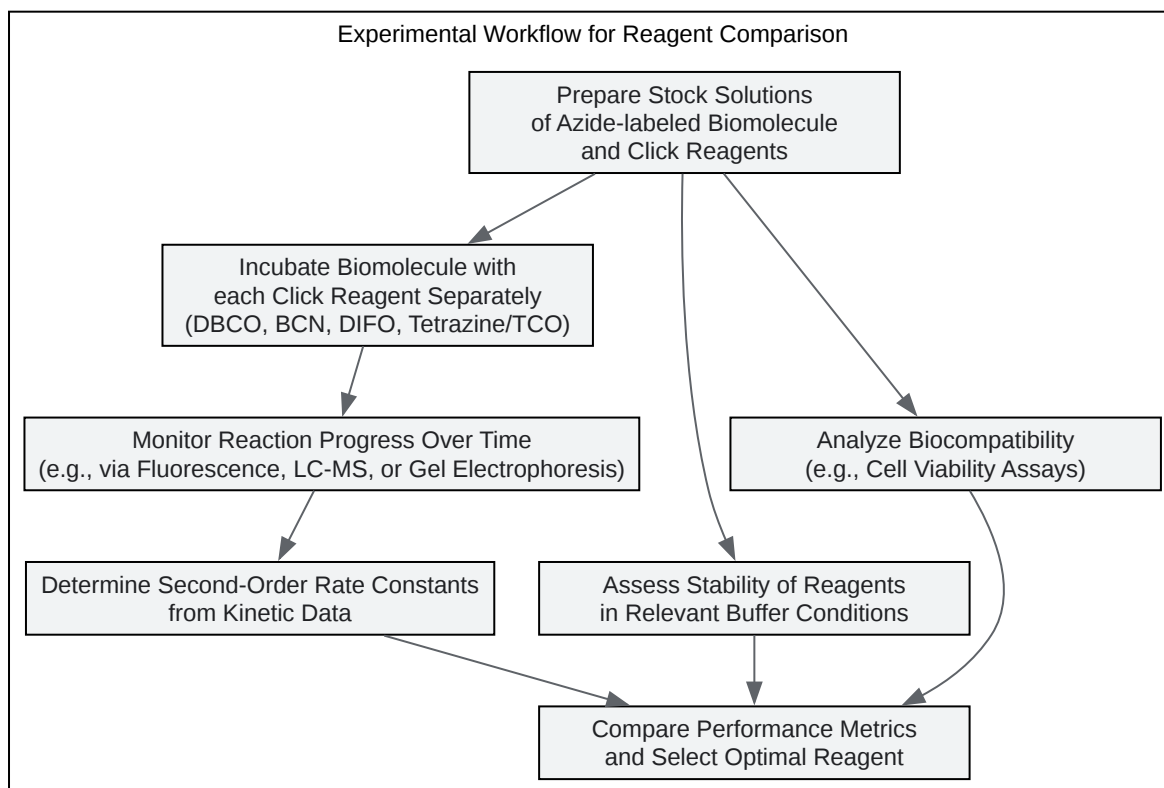 Experimental Workflow for Reagent Comparison
Prepare Stock Solutions
of Azide-labeled Biomolecule
and Click Reagents
Incubate Biomolecule with
each Click Reagent Separately
(DBCO, BCN, DIFO, Tetrazine/TCO)
Monitor Reaction Progress Over Time
(e.g., via Fluorescence, LC-MS, or Gel Electrophoresis)
Analyze Biocompatibility
(e.g., Cell Viability Assays)
Determine Second-Order Rate Constants
from Kinetic Data
Assess Stability of Reagents
in Relevant Buffer Conditions
Compare Performance Metrics
and Select Optimal Reagent